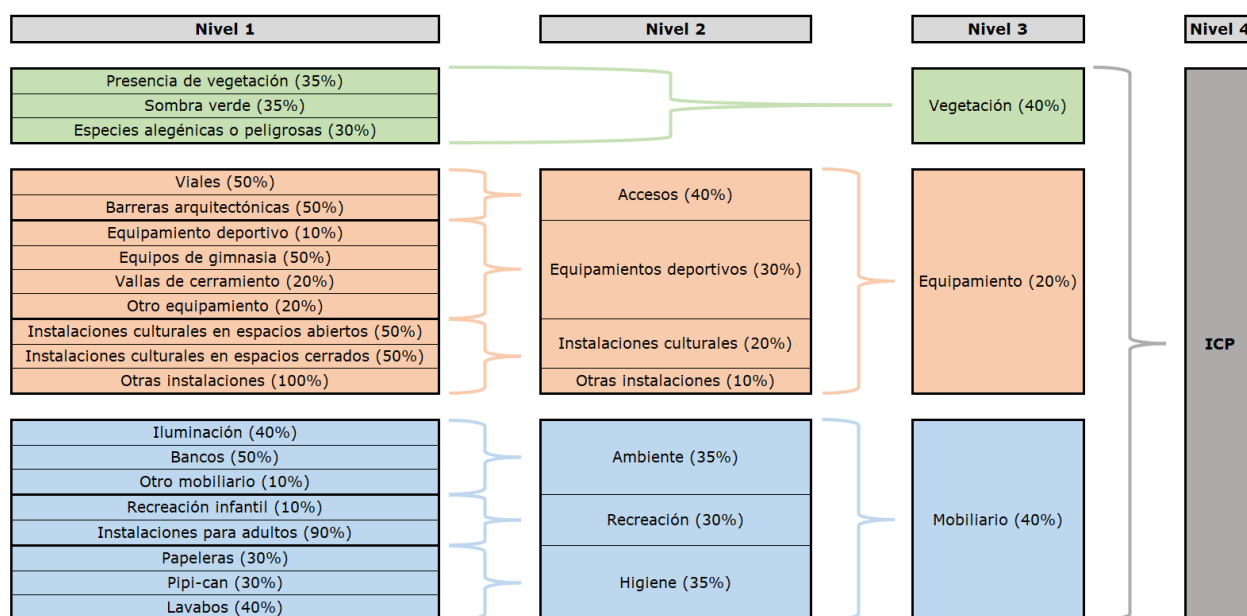 Nivel 1
Nivel 2
Nivel 3
Nivel 4
Presencia de vegetación (35%)
Sombra verde (35%)
Especies alegénicas o peligrosas (30%)
Vegetación (40%)
Viales (50%)
Barreras arquitectónicas (50%)
Equipamiento deportivo (10%)
Equipos de gimnasia (50%)
Vallas de cerramiento (20%)
Otro equipamiento (20%)
Instalaciones culturales en espacios abiertos (50%)
Instalaciones culturales en espacios cerrados (50%)
Otras instalaciones (100%)
Accesos (40%)
Equipamientos deportivos (30%)
Instalaciones culturales (20%)
Otras instalaciones (10%)
Equipamiento (20%)
ICP
Iluminación (40%)
Bancos (50%)
Otro mobiliario (10%)
Recreación infantil (10%)
Instalaciones para adultos (90%)
Papeleras (30%)
Pipi-can (30%)
Lavabos (40%)
Ambiente (35%)
Recreación (30%)
Higiene (35%)
Mobiliario (40%)